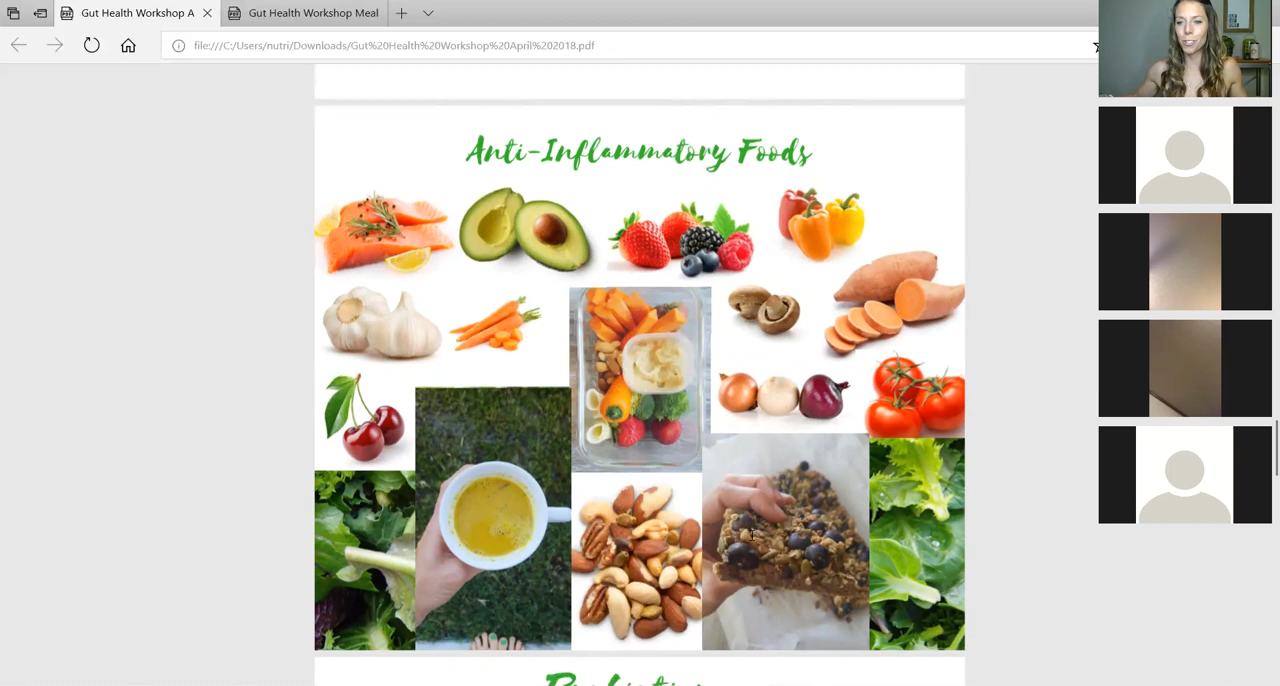 Gut Health Workshop A
Gut Health Workshop Meal
file:///C:/Users/nutri/Downloads/Gut%20Health%20Workshop%20April%202018.pdf
Anti-Inflammatory Foods